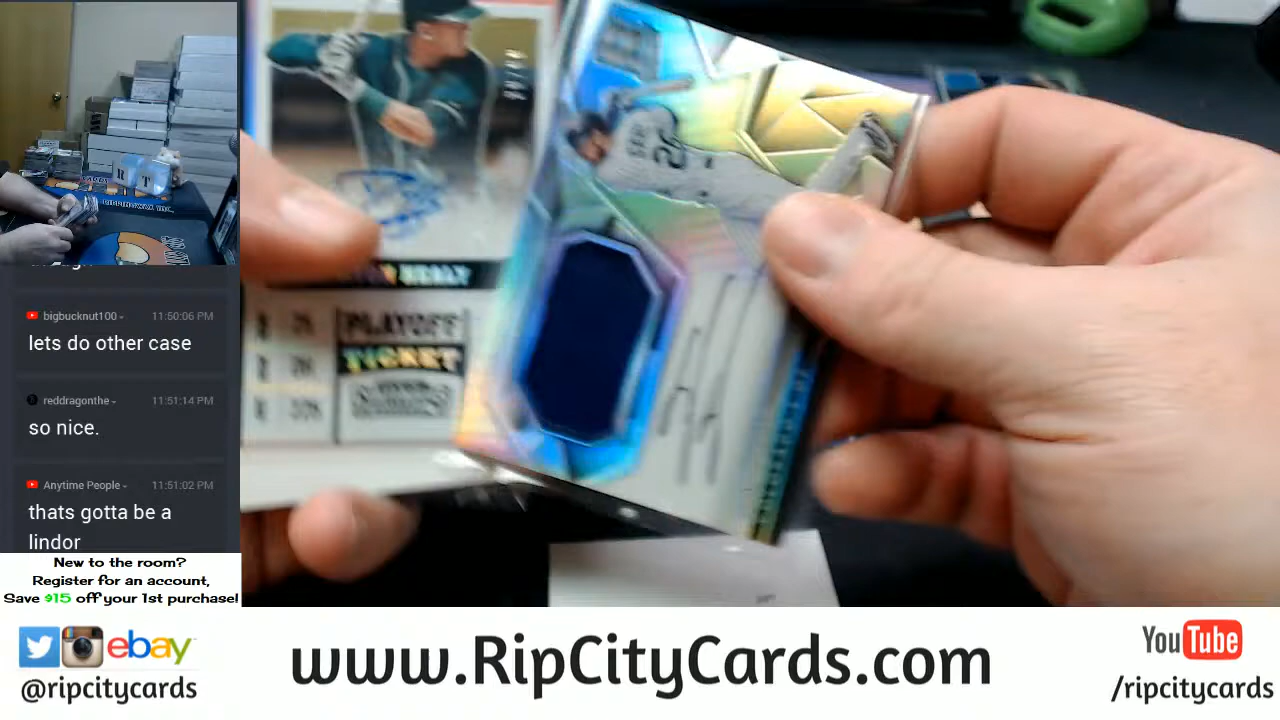 bigbucknut100
11:50:06 PM
lets do other case
reddragonthe
11:51:14 PM
so nice.
Anytime People
11:51:02 PM
thats gotta be a
lindor
New to the room?
Register for an account,
Save $15 off your 1st purchase!
PLAYOFF
TICKET
ebay
@ripcitycards
www.RipCityCards.com
YouTube
/ripcitycards